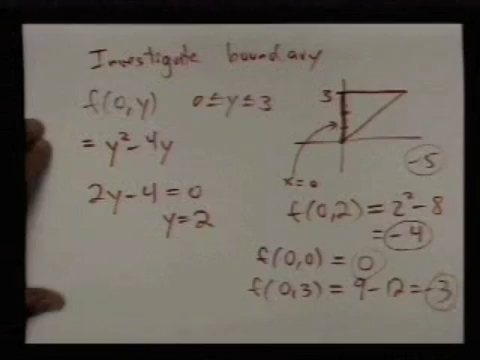 Investigate boundary
f(0,y) 0≤y≤3
= y²-4y
2y-4=0
y=2
3
x=0
-5
f(0,2) = 2²-8
= -4
f(0,0) = 0
f(0,3) = 9-12=-3